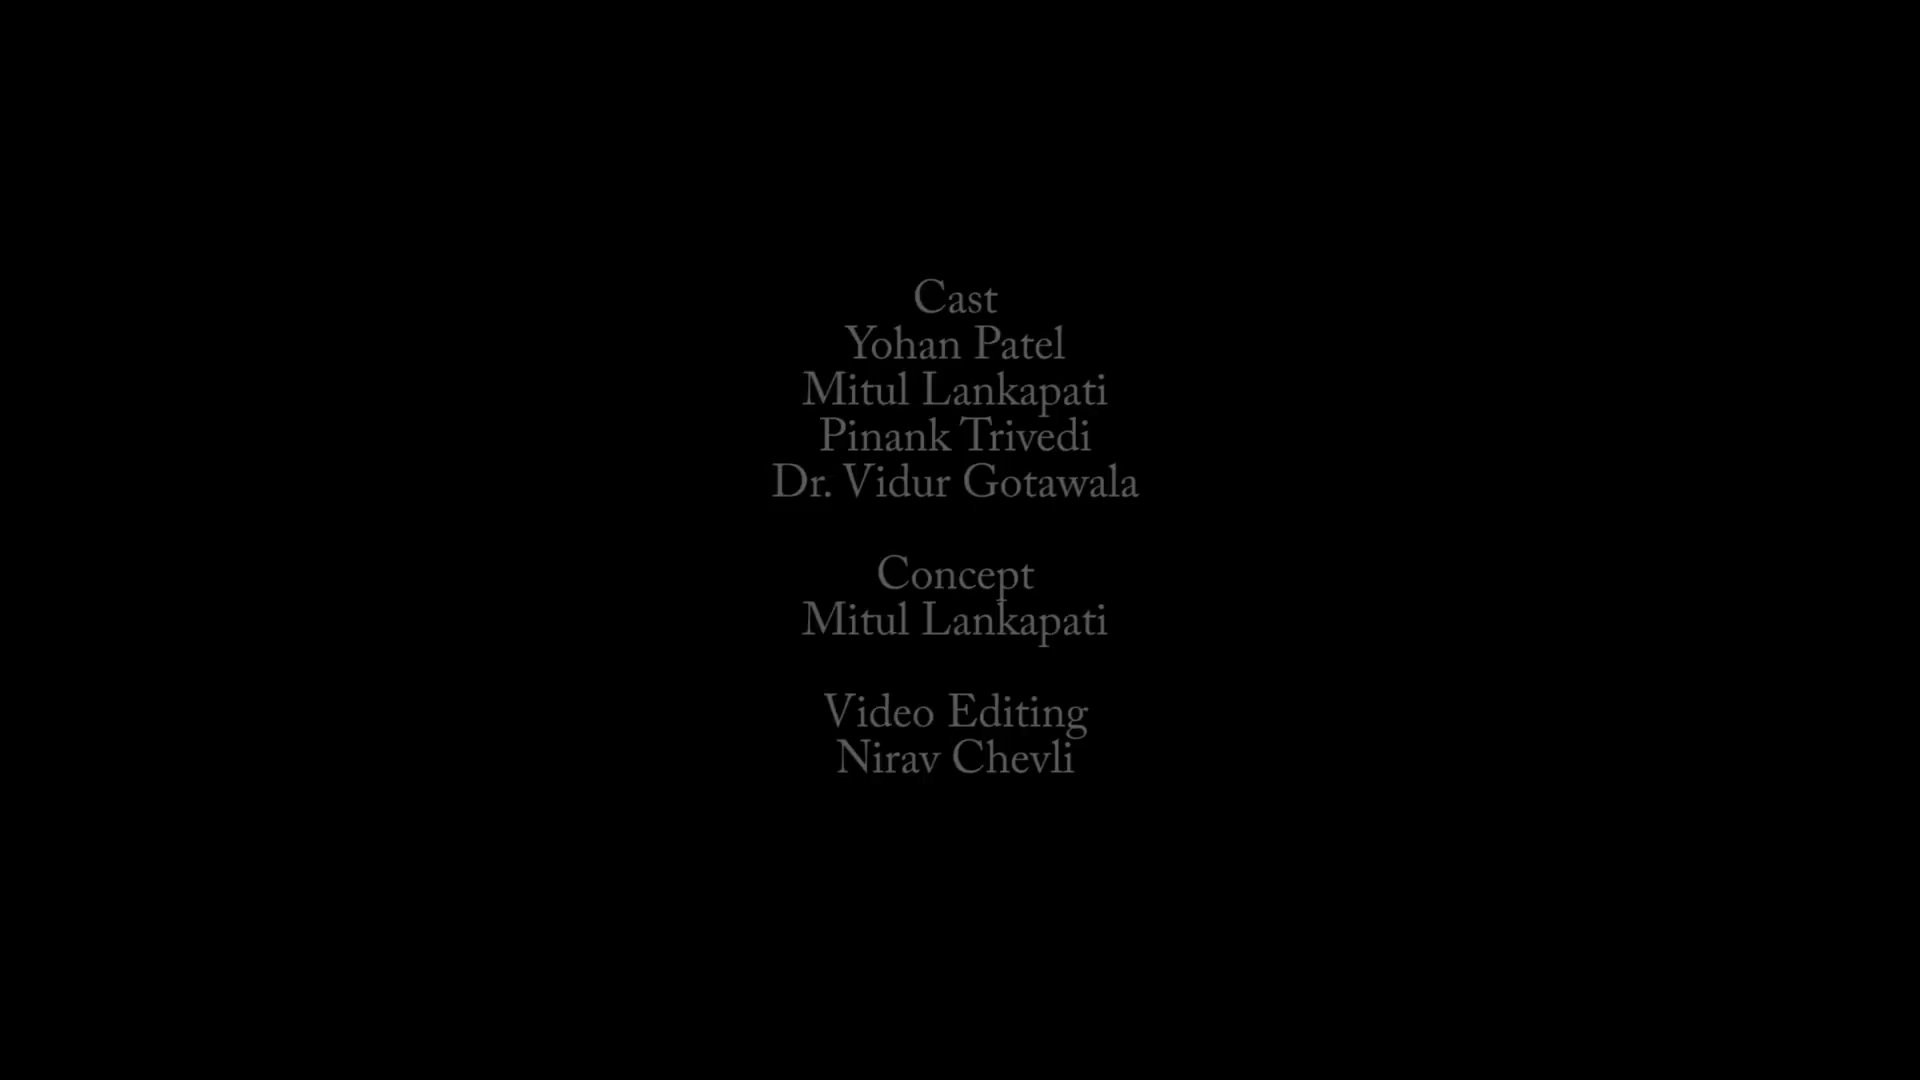 Cast
Yohan Patel
Mitul Lankapati
Pinank Trivedi
Dr. Vidur Gotawala
Concept
Mitul Lankapati
Video Editing
Nirav Chevli